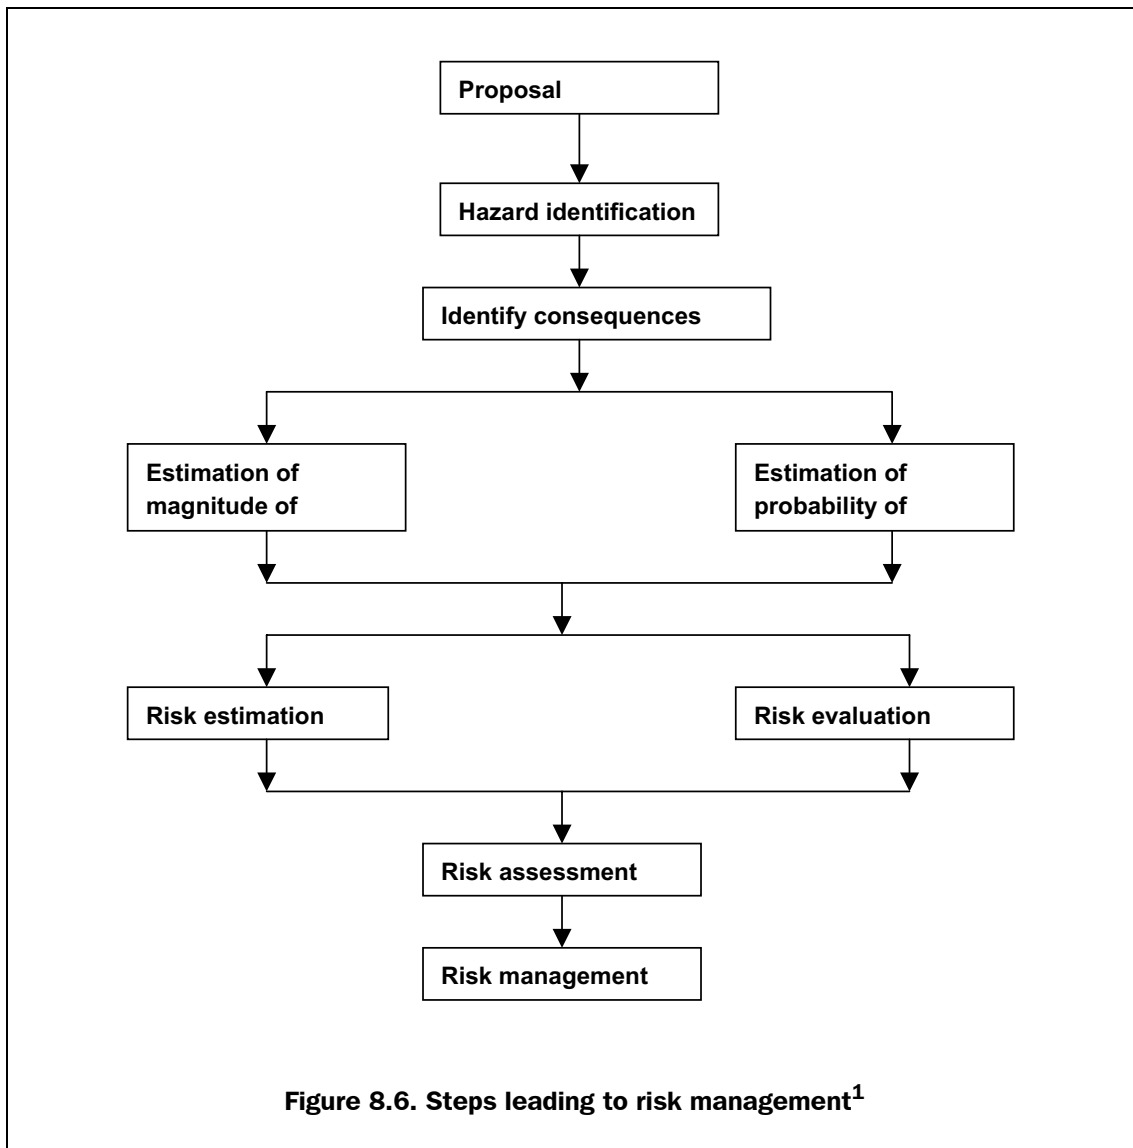 Proposal
Hazard identification
Identify consequences
Estimation of
magnitude of
Estimation of
probability of
Risk estimation
Risk evaluation
Risk assessment
Risk management
Figure 8.6. Steps leading to risk management1